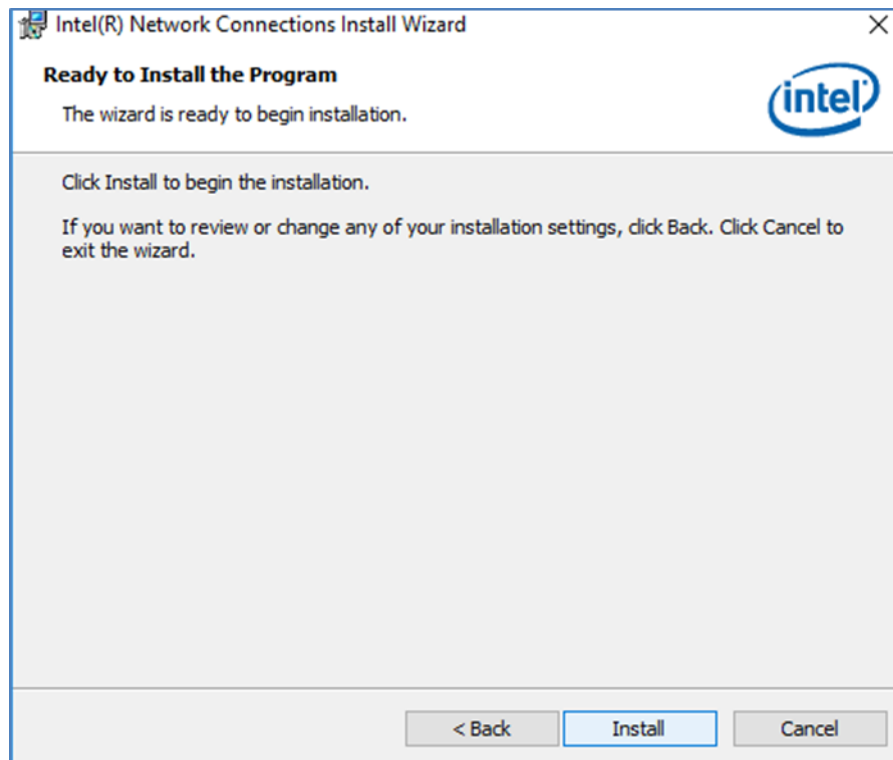 Intel(R) Network Connections Install Wizard
Ready to Install the Program
The wizard is ready to begin installation.
intel
Click Install to begin the installation.
If you want to review or change any of your installation settings, click Back. Click Cancel to
exit the wizard.
< Back
Install
Cancel